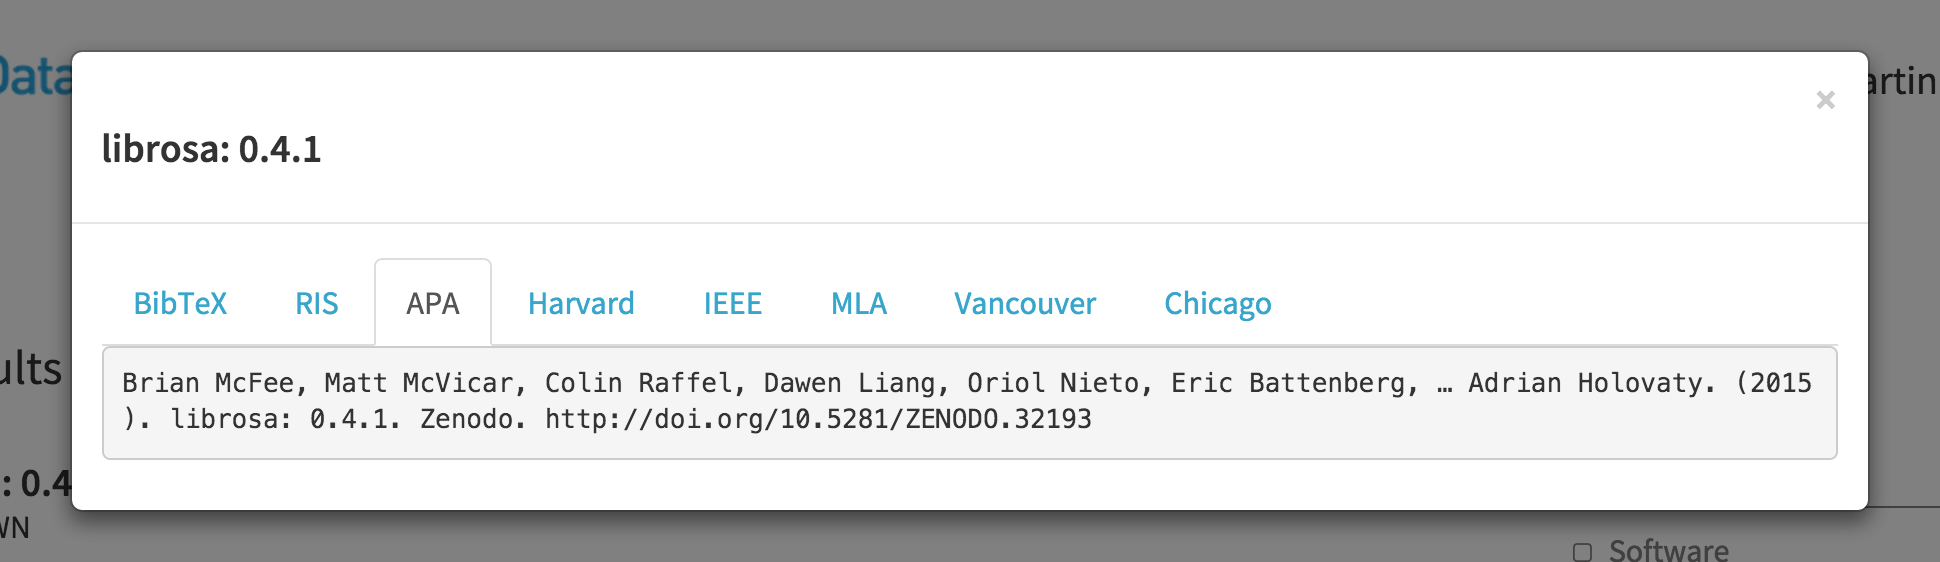 Data
artin
×
librosa: 0.4.1
BibTeX RIS APA Harvard IEEE MLA Vancouver Chicago
Brian McFee, Matt McVicar, Colin Raffel, Dawen Liang, Oriol Nieto, Eric Battenberg, … Adrian Holovaty. (2015
). librosa: 0.4.1. Zenodo. http://doi.org/10.5281/ZENODO.32193
ults
: 0.4
WN
Software